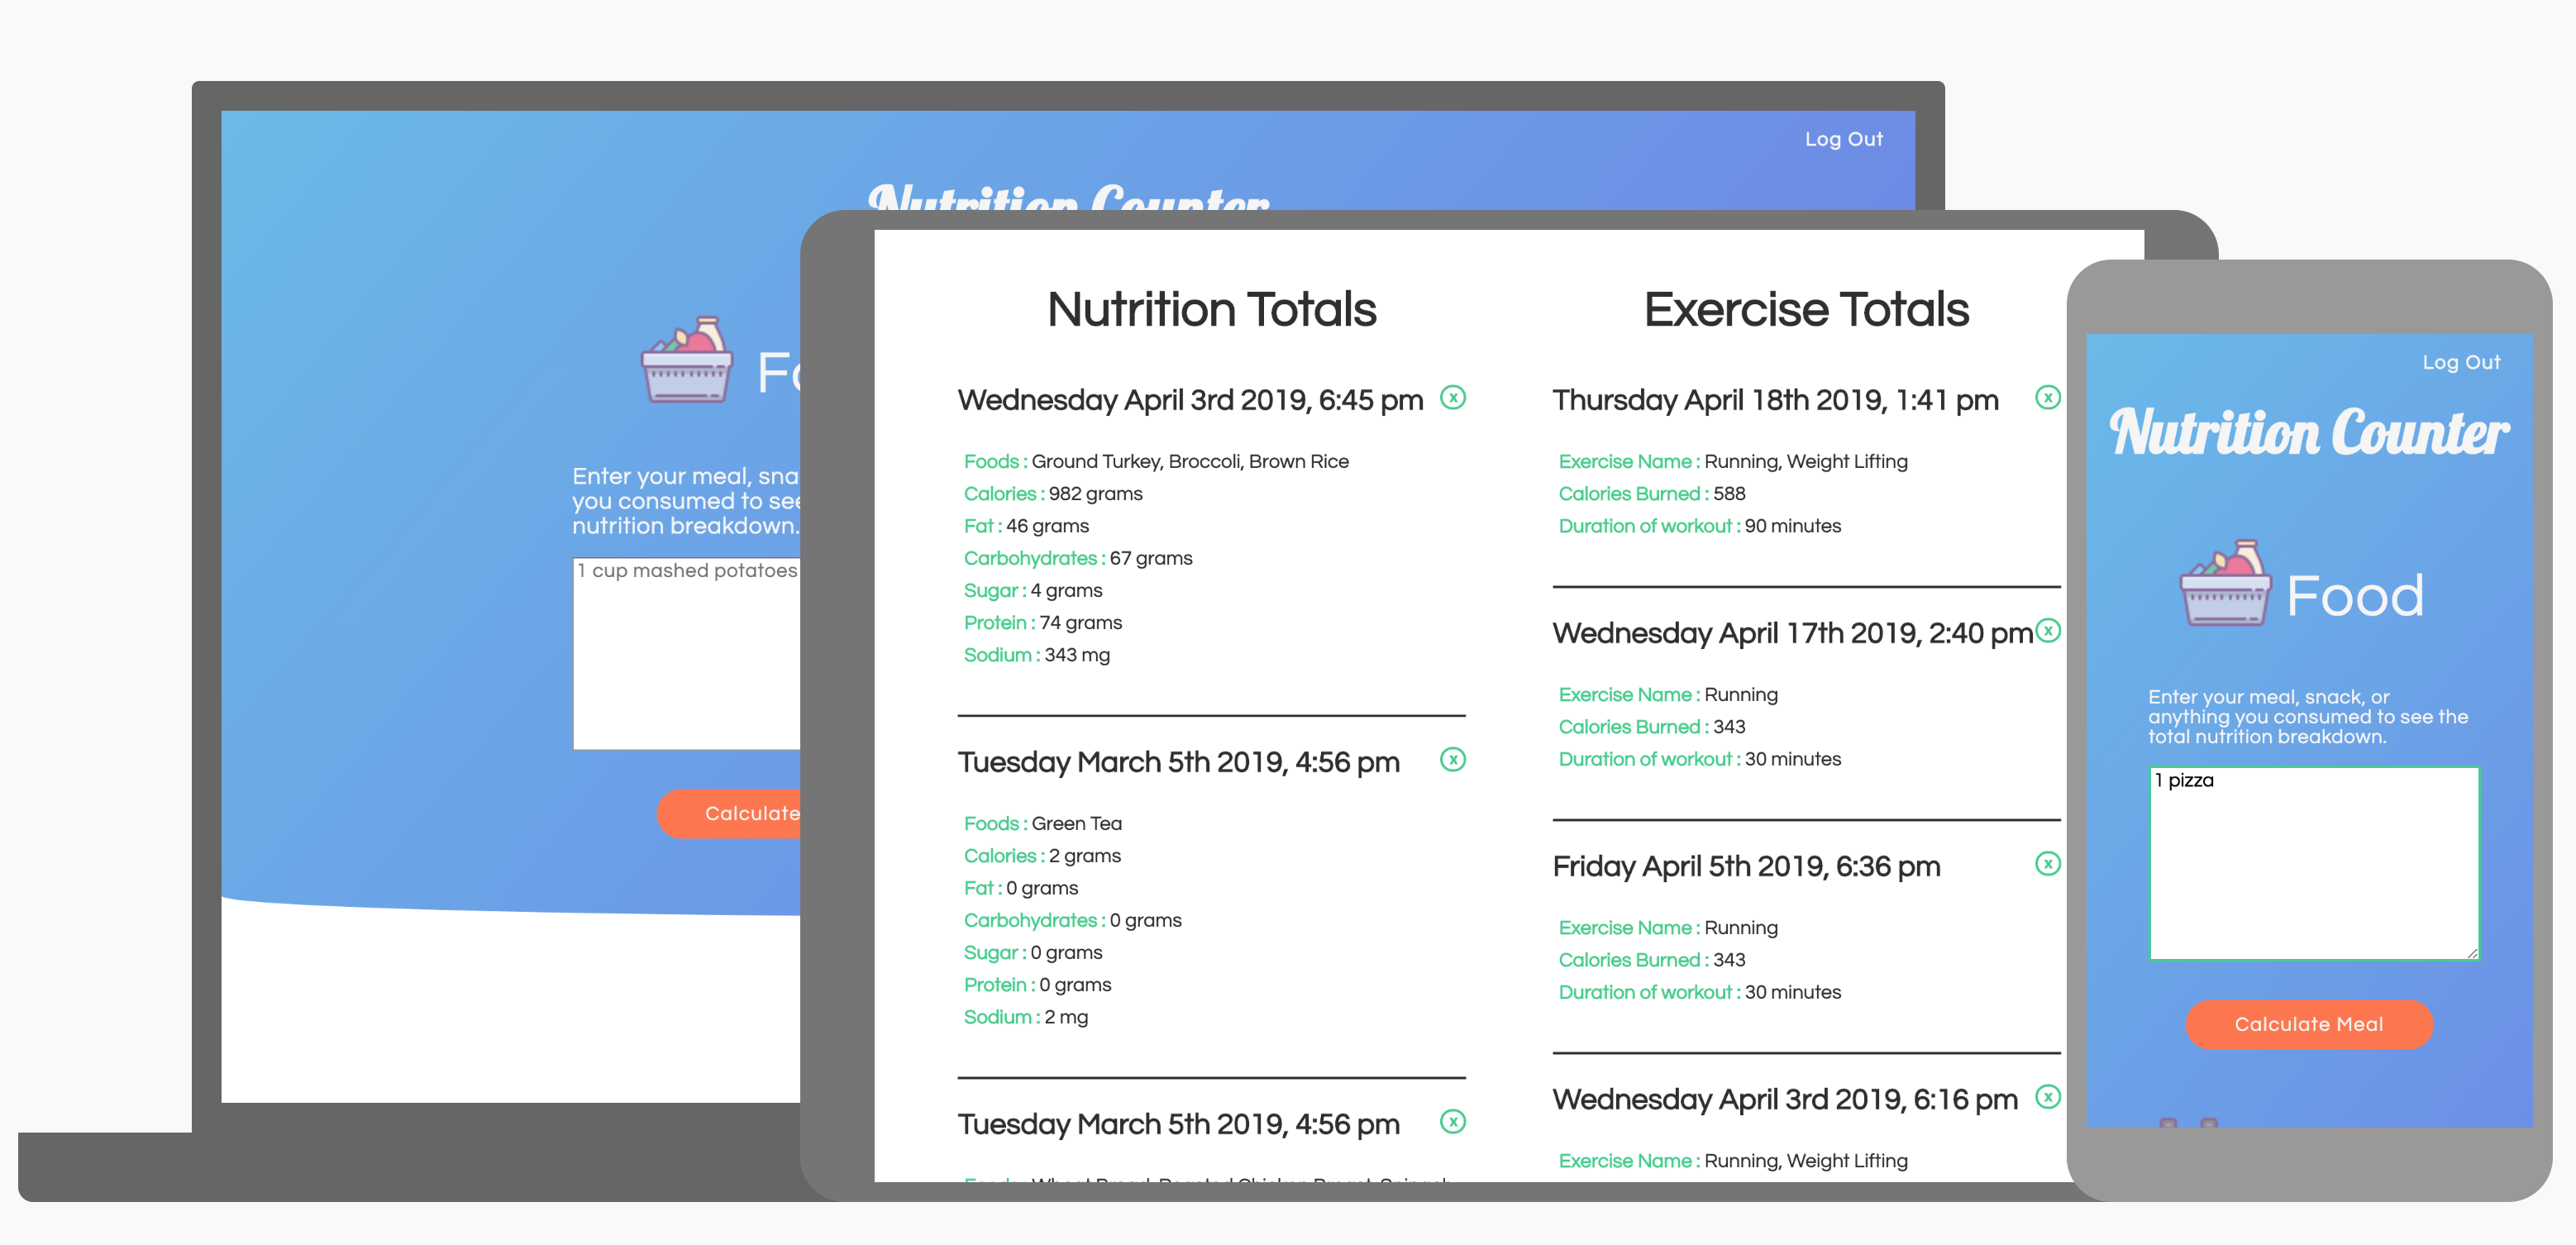 Log Out
Nutrition Counter
Enter your meal,
you consumed to
nutrition breakdown.
1 cup mashed potatoes
Calculate
Nutrition Totals
Wednesday April 3rd 2019, 6:45 pm x
Foods : Ground Turkey, Broccoli, Brown Rice
Calories : 982 grams
Fat : 46 grams
Carbohydrates : 67 grams
Sugar : 4 grams
Protein : 74 grams
Sodium : 343 mg
Tuesday March 5th 2019, 4:56 pm x
Foods : Green Tea
Calories : 2 grams
Fat : 0 grams
Carbohydrates : 0 grams
Sugar : 0 grams
Protein : 0 grams
Sodium : 2 mg
Tuesday March 5th 2019, 4:56 pm x
Exercise Totals
Thursday April 18th 2019, 1:41 pm x
Exercise Name : Running, Weight Lifting
Calories Burned : 588
Duration of workout : 90 minutes
Wednesday April 17th 2019, 2:40 pm x
Exercise Name : Running
Calories Burned : 343
Duration of workout : 30 minutes
Friday April 5th 2019, 6:36 pm x
Exercise Name : Running
Calories Burned : 343
Duration of workout : 30 minutes
Wednesday April 3rd 2019, 6:16 pm x
Exercise Name : Running, Weight Lifting
Log Out
Nutrition Counter
Food
Enter your meal, snack, or
anything you consumed to see the
total nutrition breakdown.
1 pizza
Calculate Meal